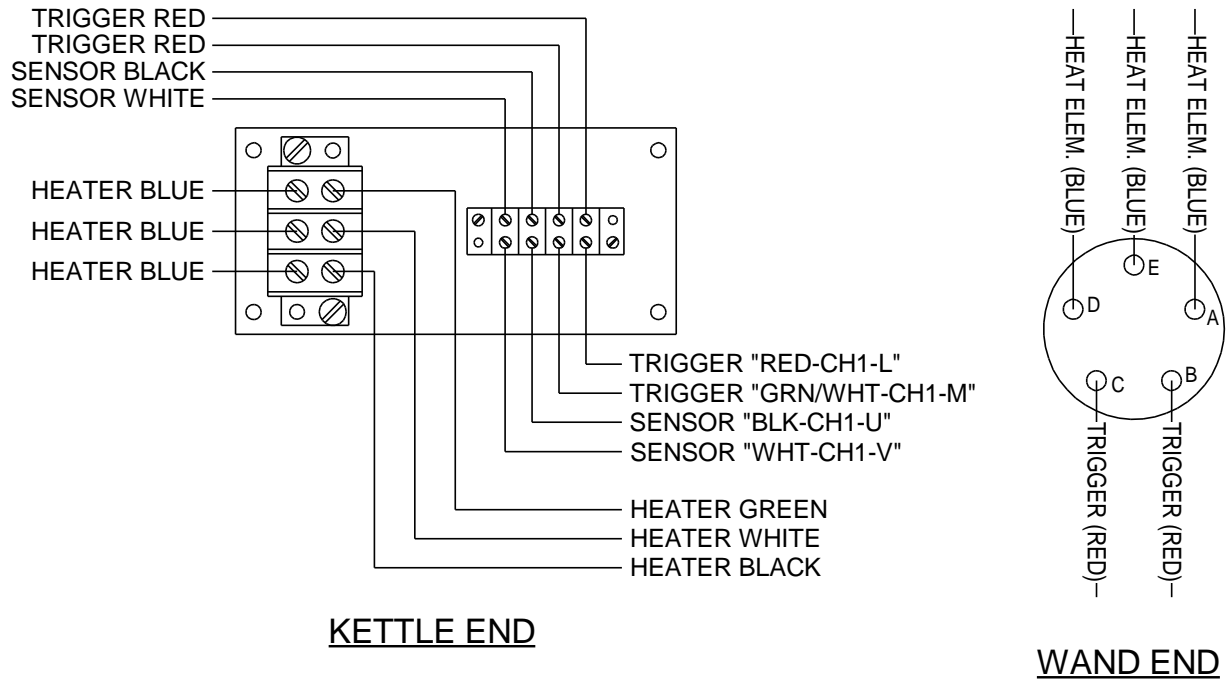 TRIGGER RED
TRIGGER RED
SENSOR BLACK
SENSOR WHITE
HEATER BLUE
HEATER BLUE
HEATER BLUE
TRIGGER "RED-CH1-L"
TRIGGER "GRN/WHT-CH1-M"
SENSOR "BLK-CH1-U"
SENSOR "WHT-CH1-V"
HEATER GREEN
HEATER WHITE
HEATER BLACK
KETTLE END
HEAT ELEM. (BLUE)
HEAT ELEM. (BLUE)
HEAT ELEM. (BLUE)
E
D
A
C
B
TRIGGER (RED)
TRIGGER (RED)
WAND END